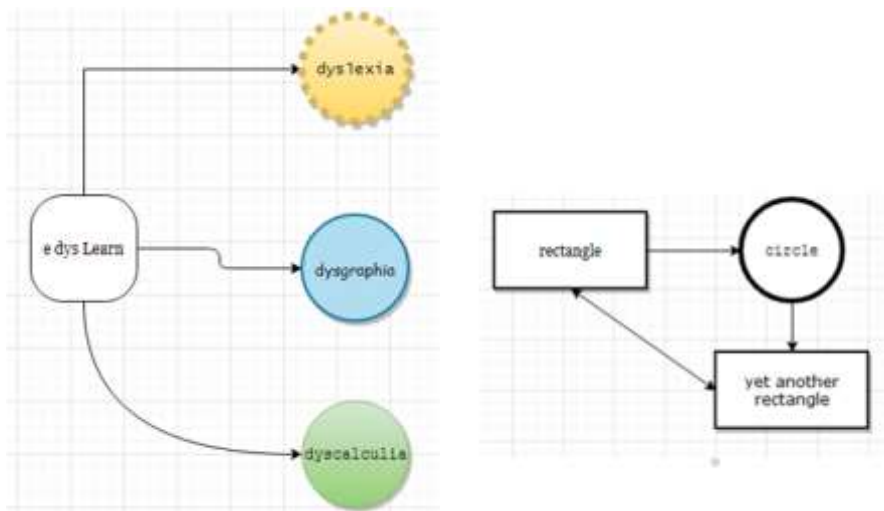 dyslexia
e dys Learn
dysgraphia
dyscalculia
rectangle
circle
yet another
rectangle